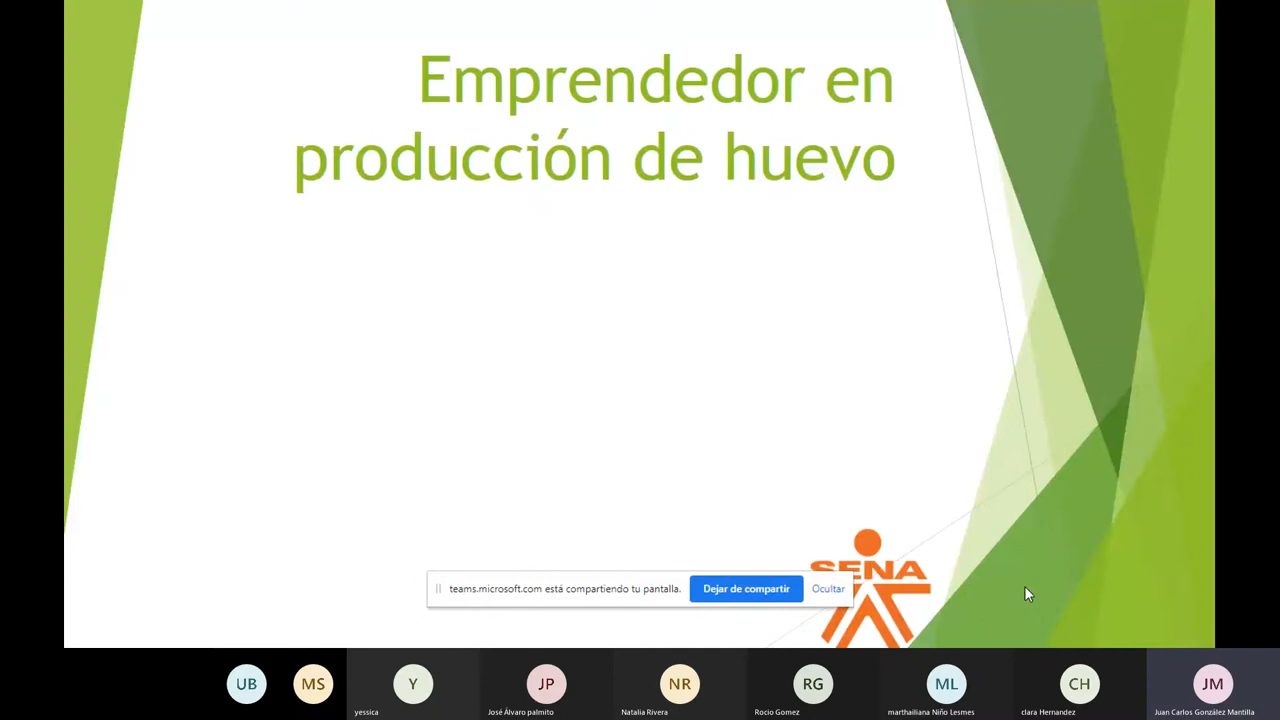 Emprendedor en
producción de huevo
SENA
teams.microsoft.com está compartiendo tu pantalla.
Dejar de compartir
Ocultar
UB
MS
Y
JP
NR
RG
ML
CH
JM
yessica
José Álvaro palmito
Natalia Rivera
Rocio Gomez
marthailiana Niño Lesmes
clara Hernandez
Juan Carlos González Mantilla